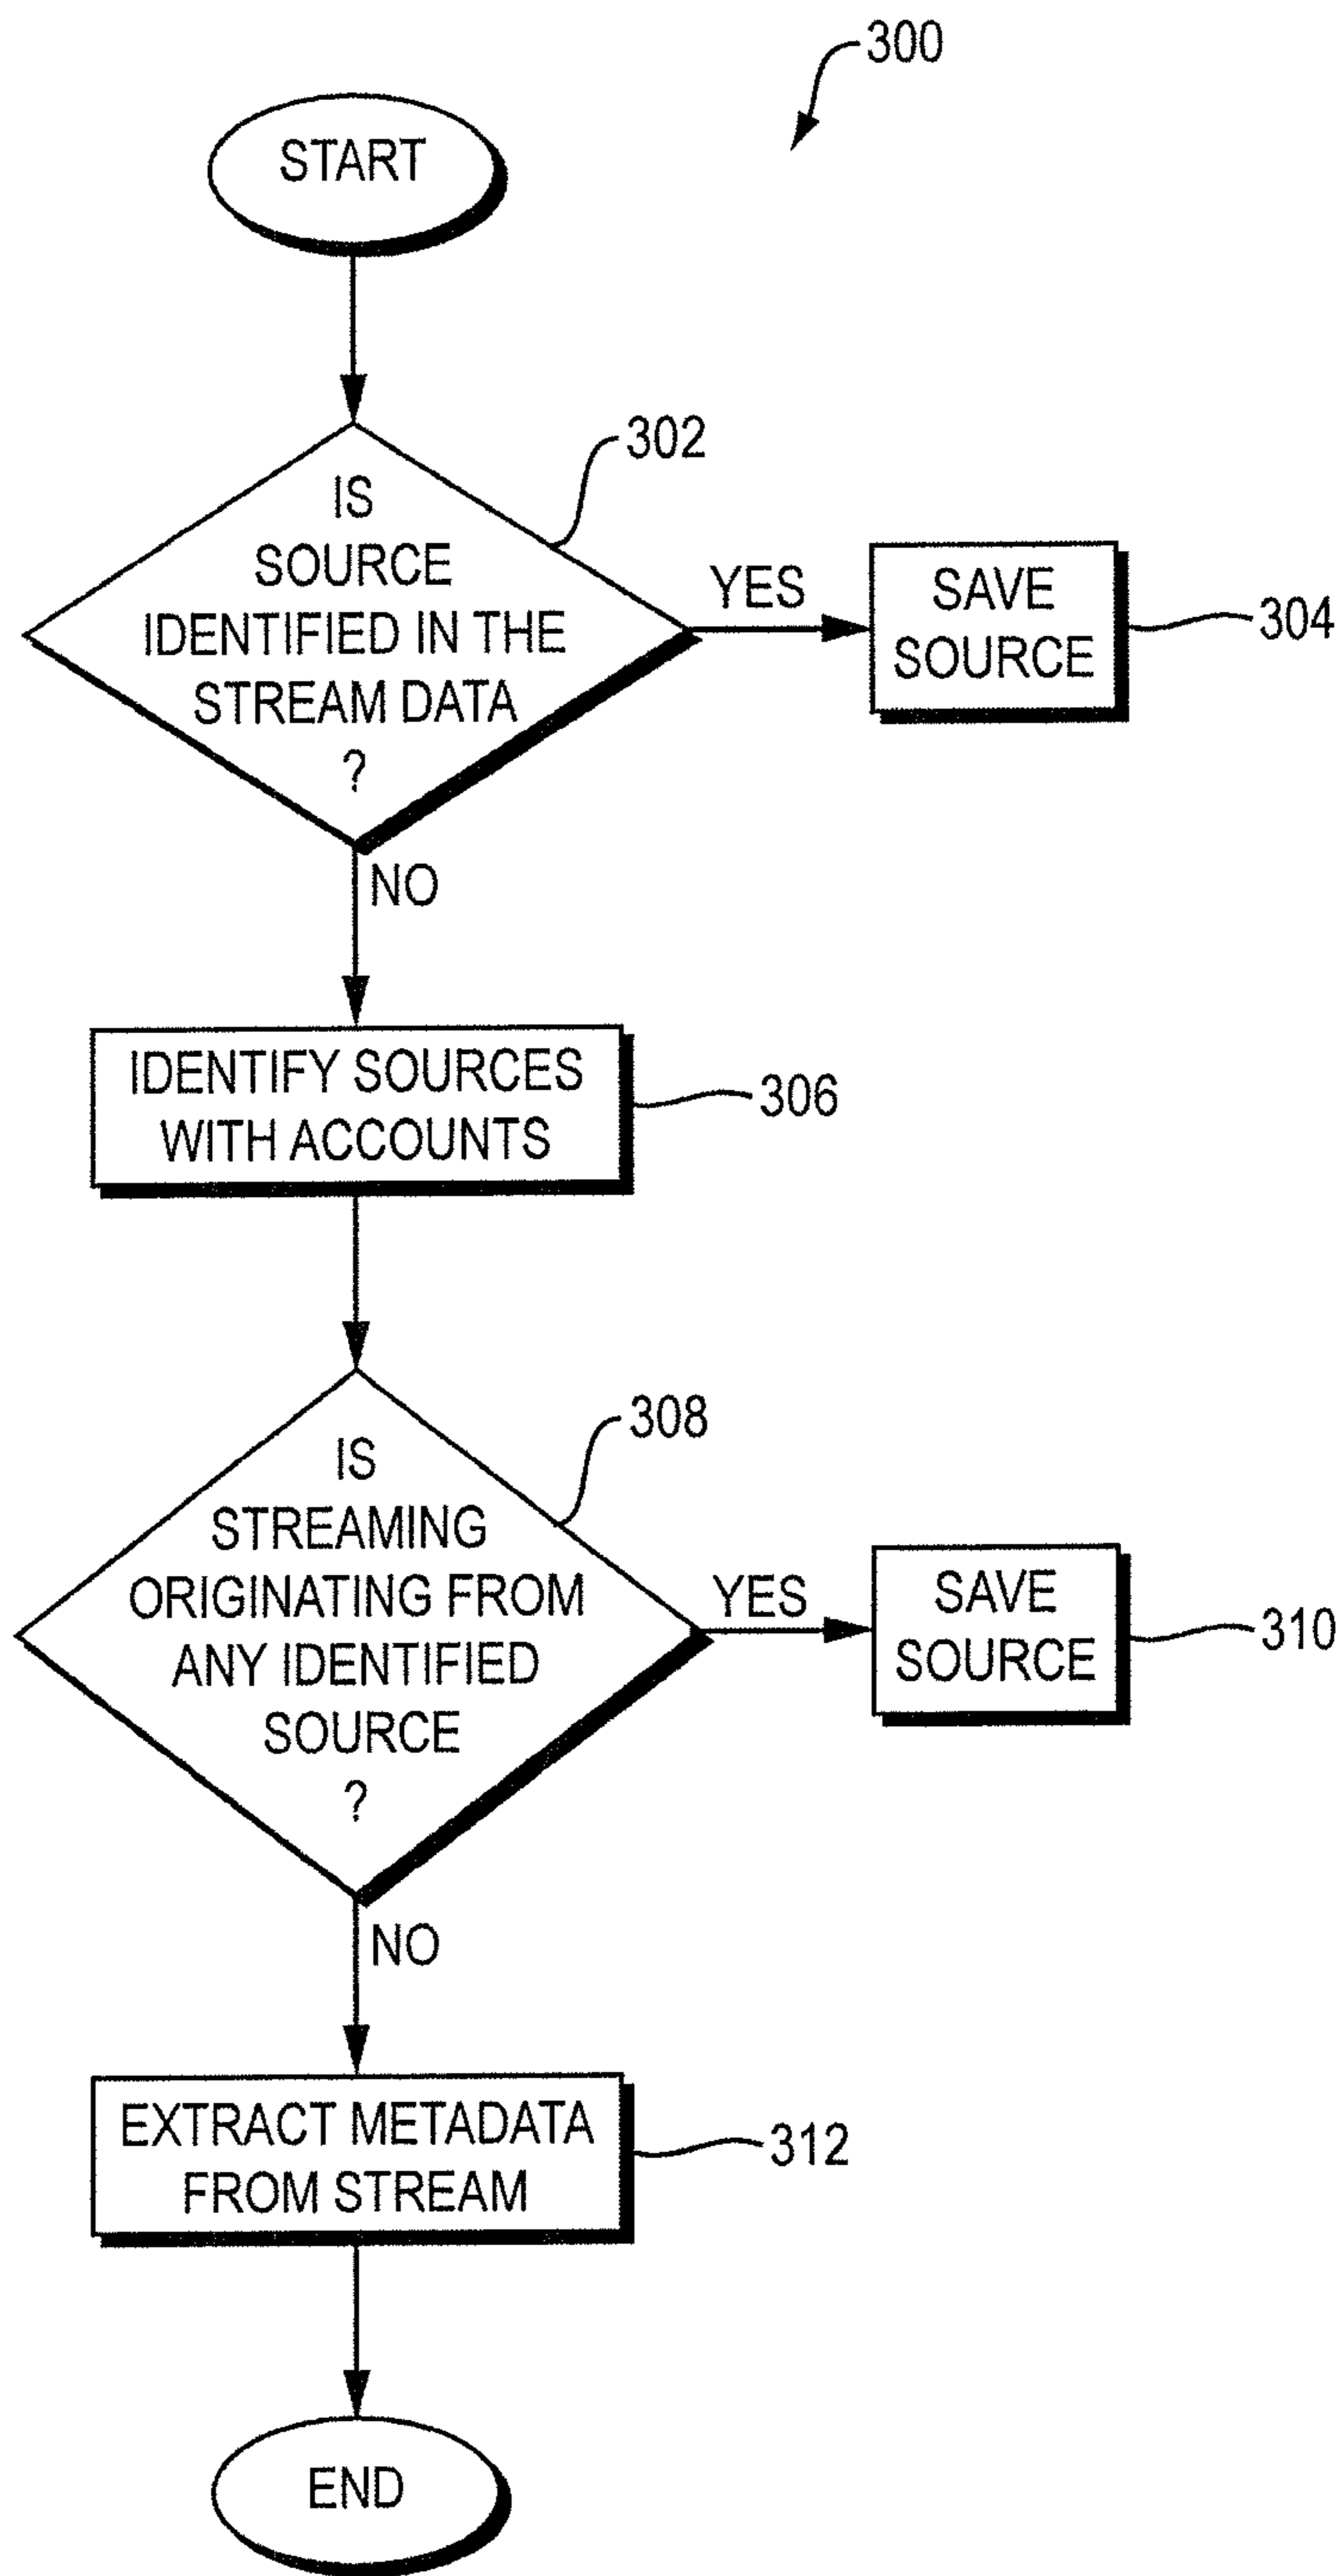 300
START
302
IS
SOURCE
IDENTIFIED IN THE
STREAM DATA
?
YES
SAVE
SOURCE
304
NO
IDENTIFY SOURCES
WITH ACCOUNTS
306
308
IS
STREAMING
ORIGINATING FROM
ANY IDENTIFIED
SOURCE
?
YES
SAVE
SOURCE
310
NO
EXTRACT METADATA
FROM STREAM
312
END